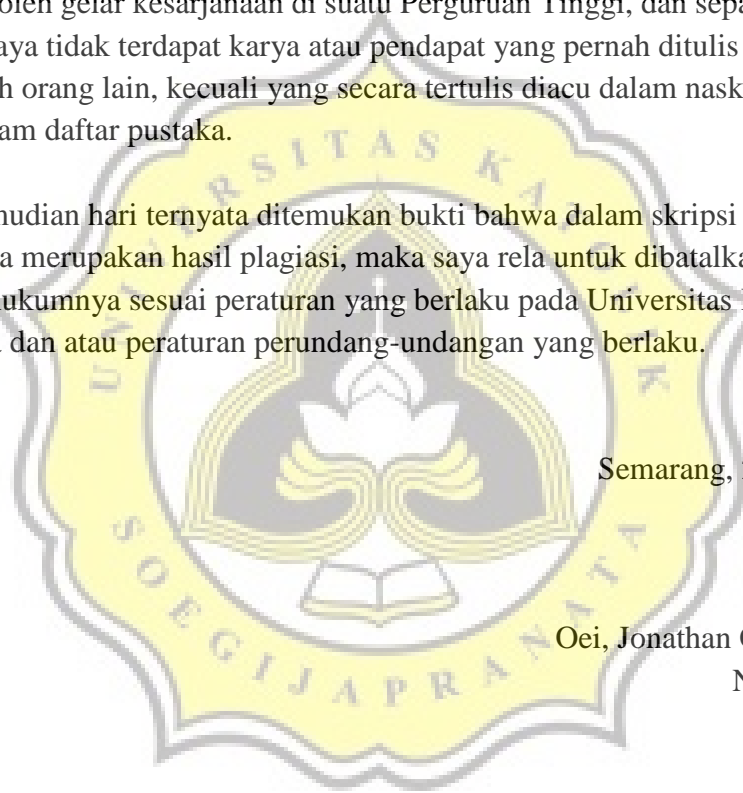 oleh gelar kesarjanaan di suatu Perguruan Tinggi, dan sepa
aya tidak terdapat karya atau pendapat yang pernah ditulis
h orang lain, kecuali yang secara tertulis diacu dalam nask
am daftar pustaka.
nudian hari ternyata ditemukan bukti bahwa dalam skripsi
a merupakan hasil plagiasi, maka saya rela untuk dibatalka
ukumnya sesuai peraturan yang berlaku pada Universitas
dan atau peraturan perundang-undangan yang berlaku.
Semarang,
Oei, Jonathan
N
UNIVERSITAS KATOLIK
SOEGIJAPRANATA